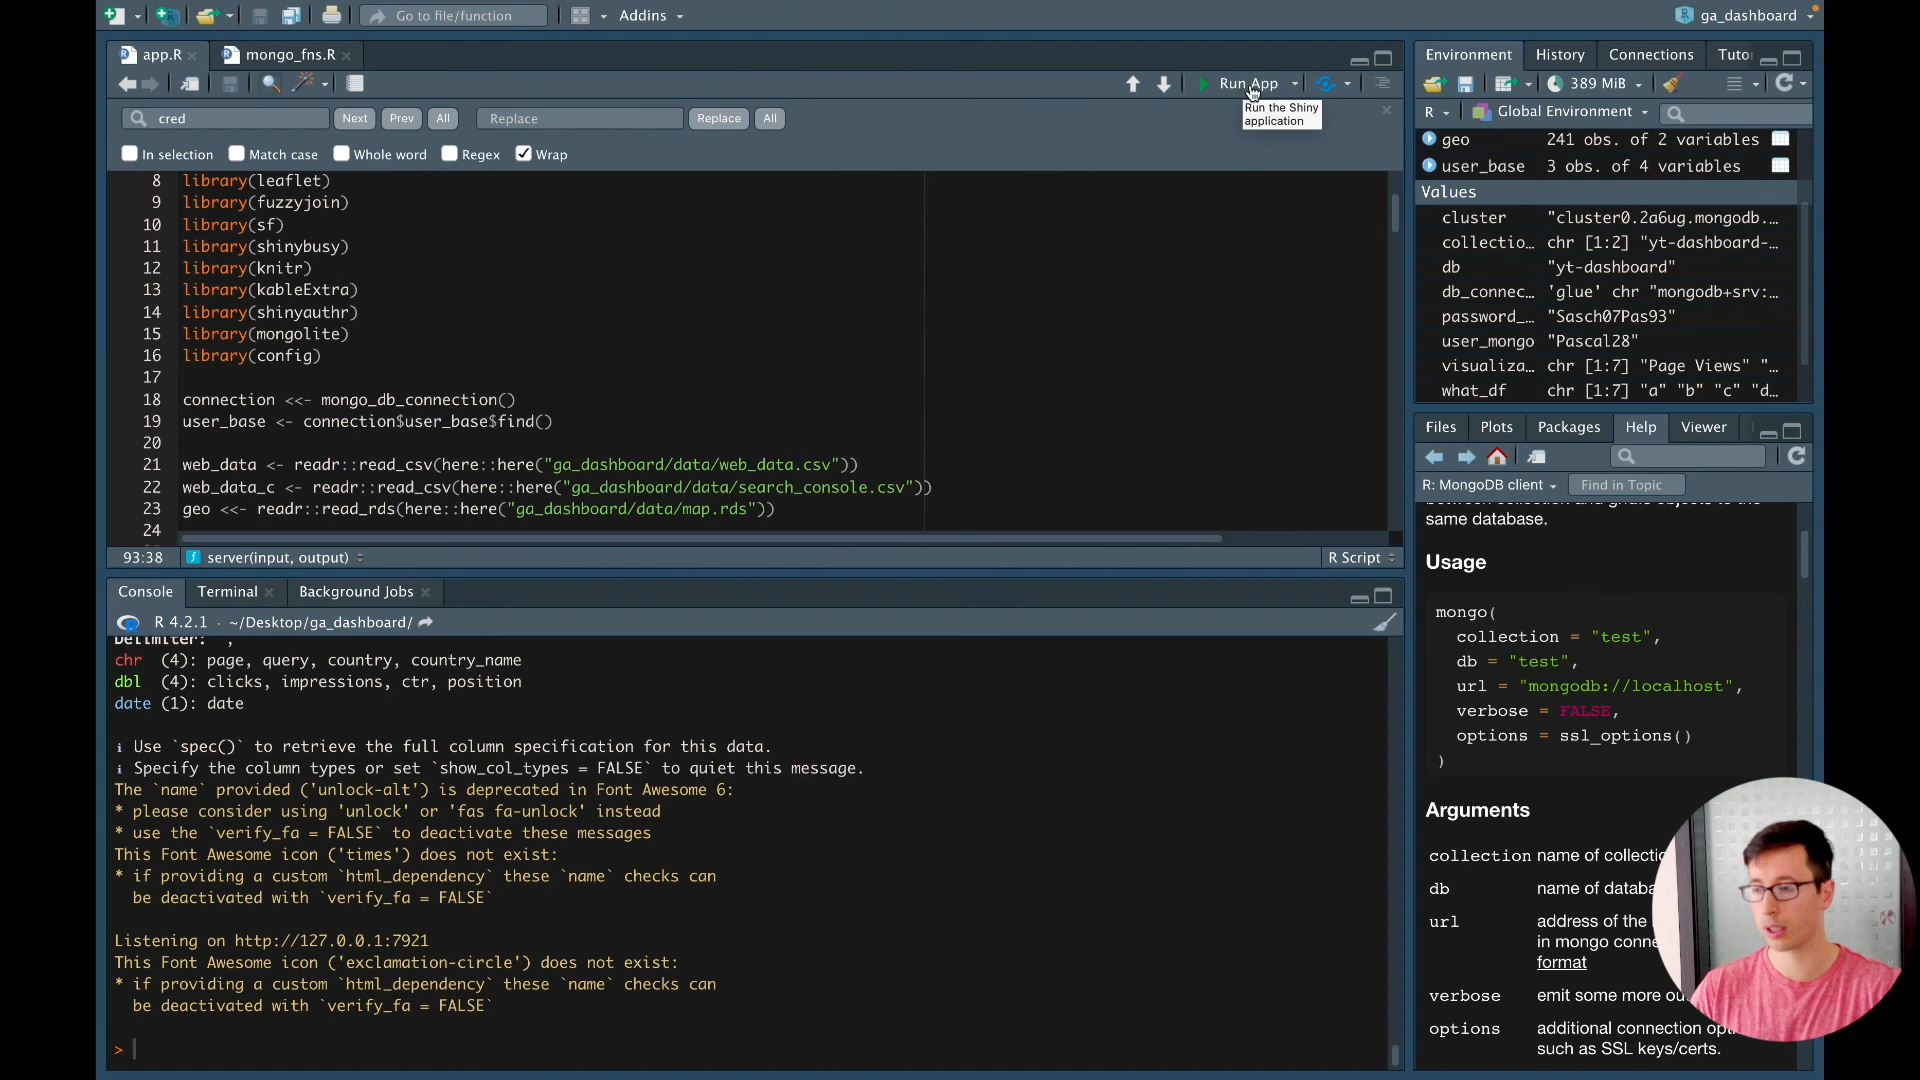 Go to file/function
Addins
ga_dashboard
app.R
mongo_fns.R
Run App
Run the Shiny
application
cred
Next
Prev
All
Replace
Replace
All
In selection
Match case
Whole word
Regex
Wrap
8 library(leaflet)
9 library(fuzzyjoin)
10 library(sf)
11 library(shinybusy)
12 library(knitr)
13 library(kableExtra)
14 library(shinyauthr)
15 library(mongolite)
16 library(config)
17
18 connection <<- mongo_db_connection()
19 user_base <- connection$user_base$find()
20
21 web_data <- readr::read_csv(here::here("ga_dashboard/data/web_data.csv"))
22 web_data_c <- readr::read_csv(here::here("ga_dashboard/data/search_console.csv"))
23 geo <<- readr::read_rds(here::here("ga_dashboard/data/map.rds"))
24
93:38
server(input, output)
R Script
Console
Terminal
Background Jobs
R 4.2.1 · ~/Desktop/ga_dashboard/
Delimiter: ","
chr (4): page, query, country, country_name
dbl (4): clicks, impressions, ctr, position
date (1): date
i Use `spec()` to retrieve the full column specification for this data.
i Specify the column types or set `show_col_types = FALSE` to quiet this message.
The `name` provided ('unlock-alt') is deprecated in Font Awesome 6:
* please consider using 'unlock' or 'fas fa-unlock' instead
* use the `verify_fa = FALSE` to deactivate these messages
This Font Awesome icon ('times') does not exist:
* if providing a custom `html_dependency` these `name` checks can
be deactivated with `verify_fa = FALSE`
Listening on http://127.0.0.1:7921
This Font Awesome icon ('exclamation-circle') does not exist:
* if providing a custom `html_dependency` these `name` checks can
be deactivated with `verify_fa = FALSE`
>
Environment
History
Connections
Tuto
389 MiB
R
Global Environment
geo 241 obs. of 2 variables
user_base 3 obs. of 4 variables
Values
cluster "cluster0.2a6ug.mongodb.…
collectio… chr [1:2] "yt-dashboard-…
db "yt-dashboard"
db_connec… 'glue' chr "mongodb+srv:…
password_… "Sasch07Pas93"
user_mongo "Pascal28"
visualiza… chr [1:7] "Page Views" "…
what_df chr [1:7] "a" "b" "c" "d…
Files
Plots
Packages
Help
Viewer
R: MongoDB client
Find in Topic
between collection and gridfs objects to the
same database.
Usage
mongo(
collection = "test",
db = "test",
url = "mongodb://localhost",
verbose = FALSE,
options = ssl_options()
)
Arguments
collection name of collectio
db name of databa
url address of the
in mongo conne
format
verbose emit some more ou
options additional connection opt
such as SSL keys/certs.